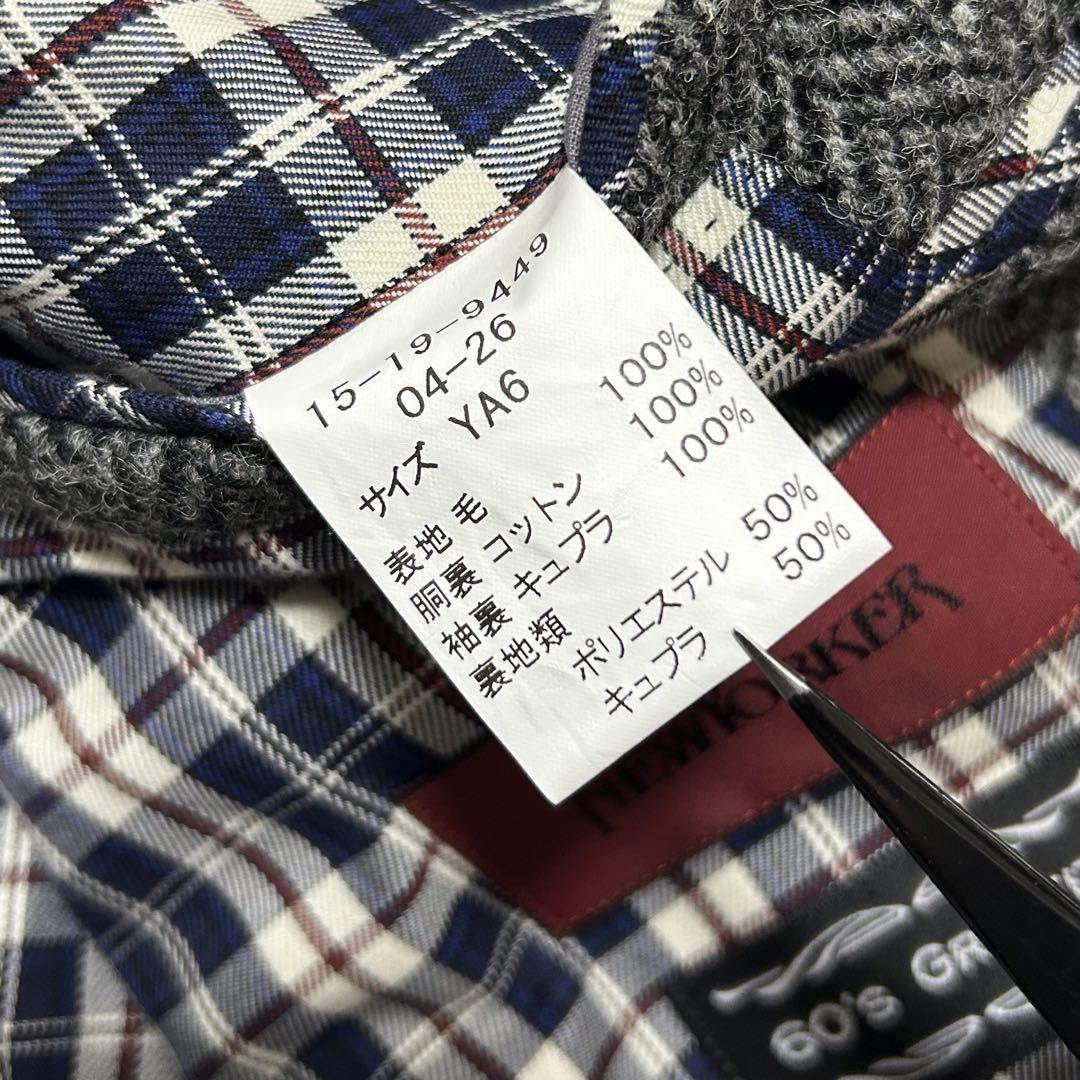 15-19-9449
04-26
サイズ YA6
表地 毛 100%
胴裏 コットン 100%
袖裏 キュプラ 100%
裏地類 ポリエステル 50%
キュプラ 50%
NEWYORKER
60's